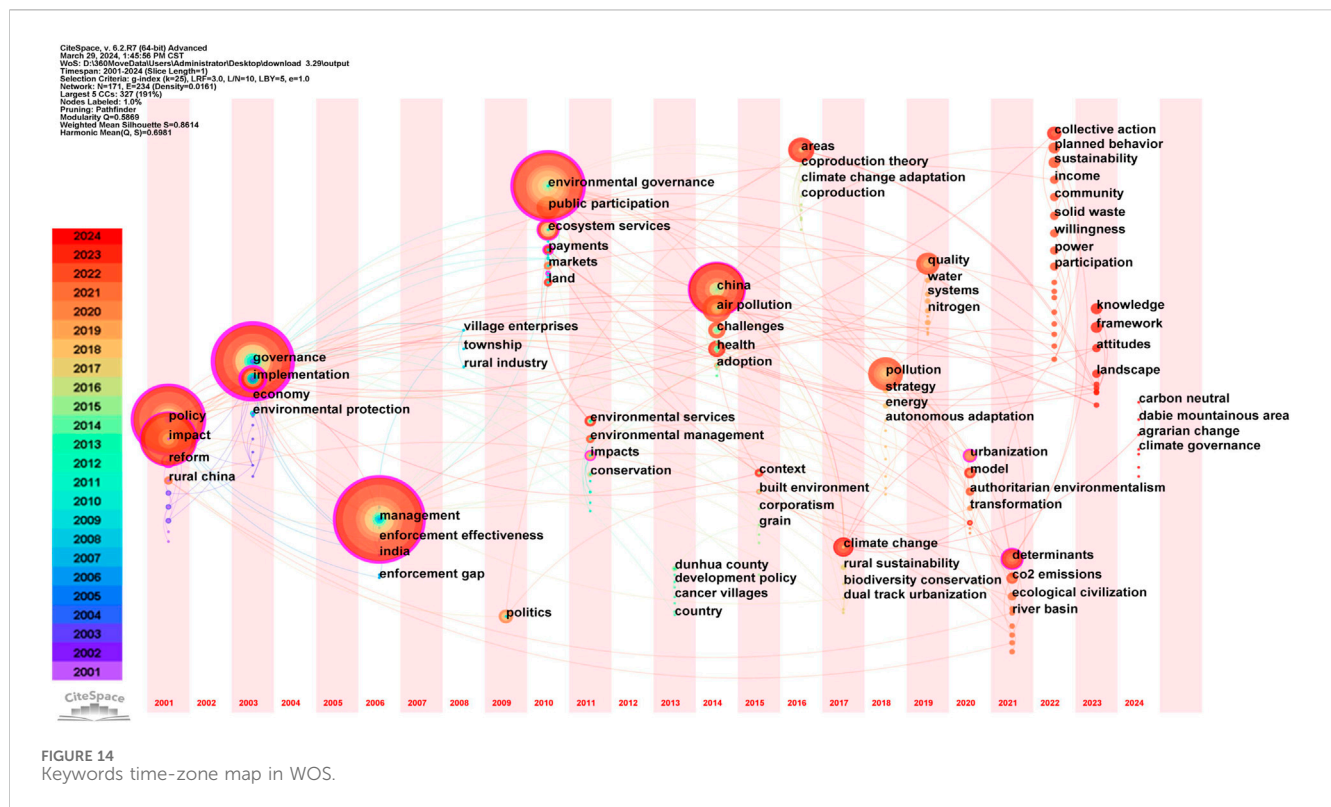 CiteSpace, v. 6.2.R7 (64-bit) Advanced
March 29, 2024, 1:45:56 PM CST
WoS: D:\360MoveData\Users\Administrator\Desktop\download_3.29\output
Timespan: 2001-2024 (Slice Length=1)
Selection Criteria: g-index (k=25), LRF=3.0, L/N=10, LBY=5, e=1.0
Network: N=171, E=234 (Density=0.0161)
Largest 5 CCs: 327 (191%)
Nodes Labeled: 1.0%
Pruning: Pathfinder
Modularity Q=0.5869
Weighted Mean Silhouette S=0.8614
Harmonic Mean(Q, S)=0.6981
2024
2023
2022
2021
2020
2019
2018
2017
2016
2015
2014
2013
2012
2011
2010
2009
2008
2007
2006
2005
2004
2003
2002
2001
CiteSpace
policy
impact
reform
rural china
governance
implementation
economy
environmental protection
management
enforcement effectiveness
india
enforcement gap
village enterprises
township
rural industry
politics
environmental governance
public participation
ecosystem services
payments
markets
land
environmental services
environmental management
impacts
conservation
dunhua county
development policy
cancer villages
country
china
air pollution
challenges
health
adoption
context
built environment
corporatism
grain
areas
coproduction theory
climate change adaptation
coproduction
climate change
rural sustainability
biodiversity conservation
dual track urbanization
pollution
strategy
energy
autonomous adaptation
quality
water
systems
nitrogen
urbanization
model
authoritarian environmentalism
transformation
determinants
co2 emissions
ecological civilization
river basin
collective action
planned behavior
sustainability
income
community
solid waste
willingness
power
participation
knowledge
framework
attitudes
landscape
carbon neutral
dabie mountainous area
agrarian change
climate governance
2001 2002 2003 2004 2005 2006 2007 2008 2009 2010 2011 2012 2013 2014 2015 2016 2017 2018 2019 2020 2021 2022 2023 2024
FIGURE 14
Keywords time-zone map in WOS.